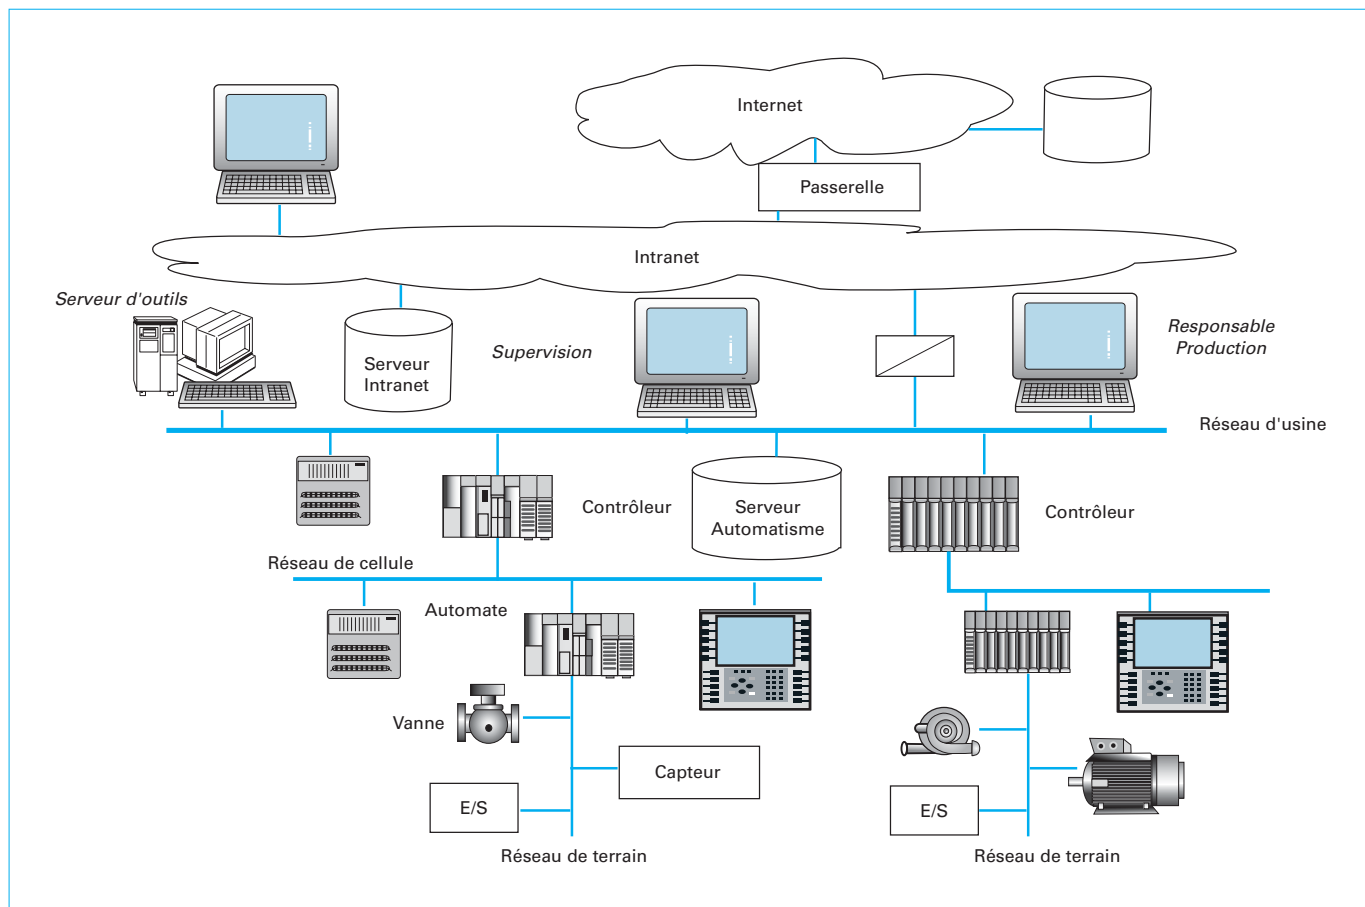 Internet
Passerelle
Intranet
Serveur d'outils
Serveur
Intranet
Supervision
Responsable
Production
Réseau d'usine
Contrôleur
Serveur
Automatisme
Contrôleur
Réseau de cellule
Automate
Vanne
Capteur
E/S
E/S
Réseau de terrain
Réseau de terrain